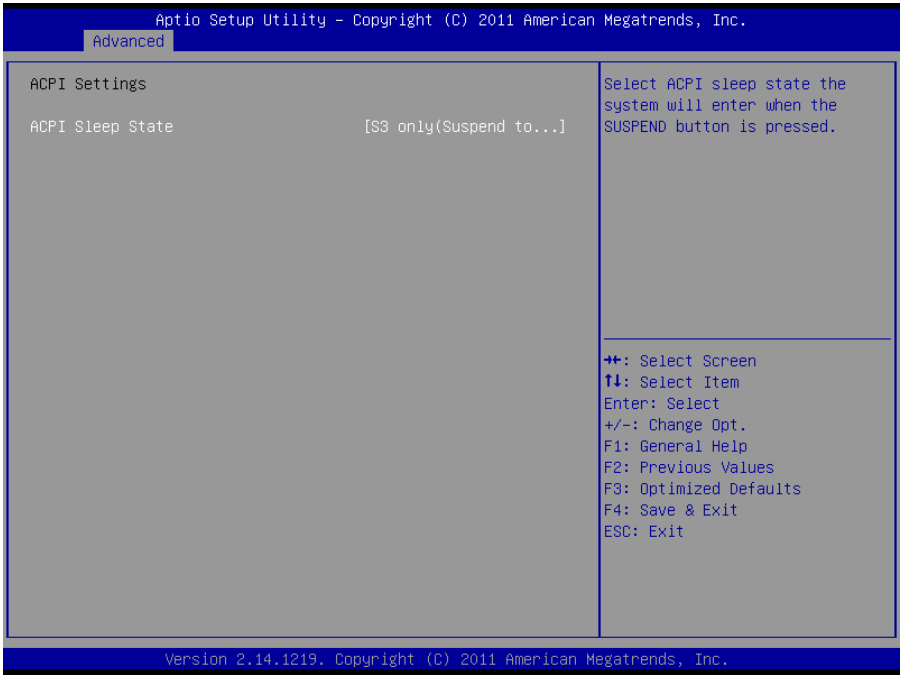 Aptio Setup Utility – Copyright (C) 2011 American Megatrends, Inc.
Advanced
ACPI Settings
ACPI Sleep State [S3 only(Suspend to...]
Select ACPI sleep state the
system will enter when the
SUSPEND button is pressed.
→←: Select Screen
↑↓: Select Item
Enter: Select
+/-: Change Opt.
F1: General Help
F2: Previous Values
F3: Optimized Defaults
F4: Save & Exit
ESC: Exit
Version 2.14.1219. Copyright (C) 2011 American Megatrends, Inc.